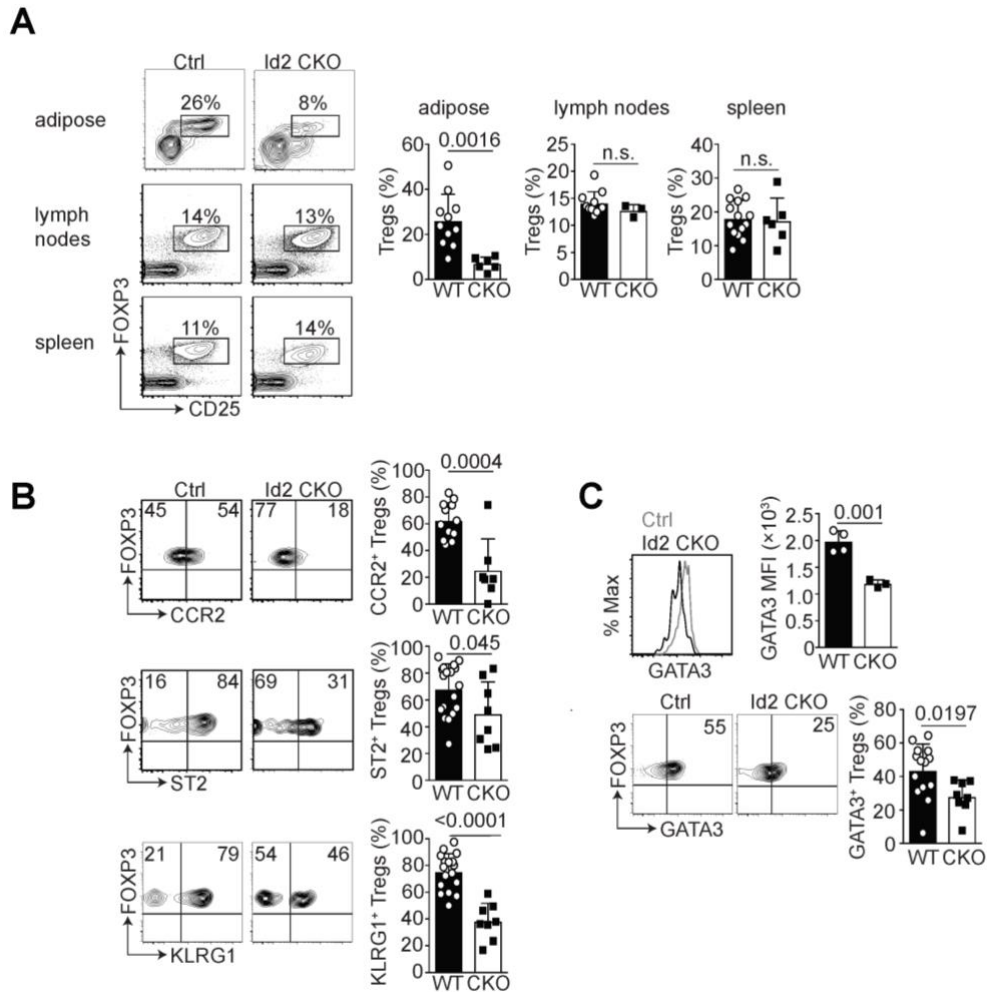 A
Ctrl
Id2 CKO
adipose
26%
8%
lymph
nodes
14%
13%
spleen
11%
14%
FOXP3
CD25
adipose
0.0016
Tregs (%)
60
40
20
0
WT CKO
lymph nodes
n.s.
Tregs (%)
25
20
15
10
5
0
WT CKO
spleen
n.s.
Tregs (%)
40
30
20
10
0
WT CKO
B
Ctrl
Id2 CKO
45 54
77 18
FOXP3
CCR2
0.0004
CCR2+ Tregs (%)
100
80
60
40
20
0
WT CKO
16 84
69 31
FOXP3
ST2
0.045
ST2+ Tregs (%)
100
80
60
40
20
0
WT CKO
21 79
54 46
FOXP3
KLRG1
<0.0001
KLRG1+ Tregs (%)
100
80
60
40
20
0
WT CKO
C
Ctrl
Id2 CKO
% Max
GATA3
0.001
GATA3 MFI (×10³)
2.5
2.0
1.5
1.0
0.5
0
WT CKO
Ctrl
Id2 CKO
55
25
FOXP3
GATA3
0.0197
GATA3+ Tregs (%)
80
60
40
20
0
WT CKO